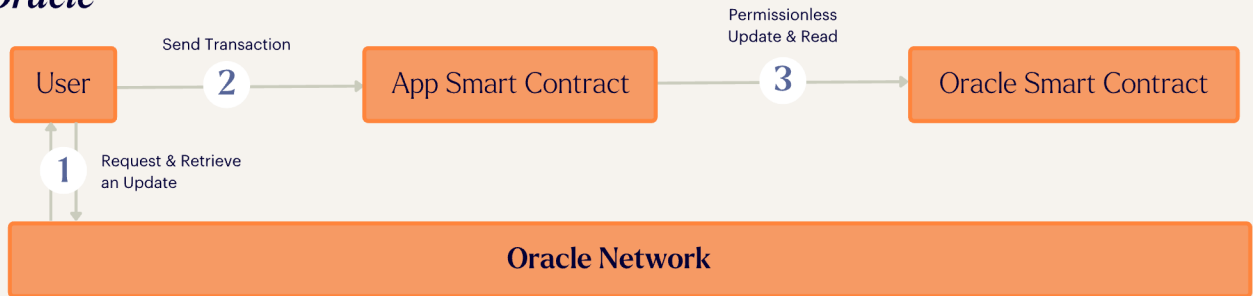 Oracle
Permissionless
Update & Read
Send Transaction
User
2
App Smart Contract
3
Oracle Smart Contract
1
Request & Retrieve
an Update
Oracle Network